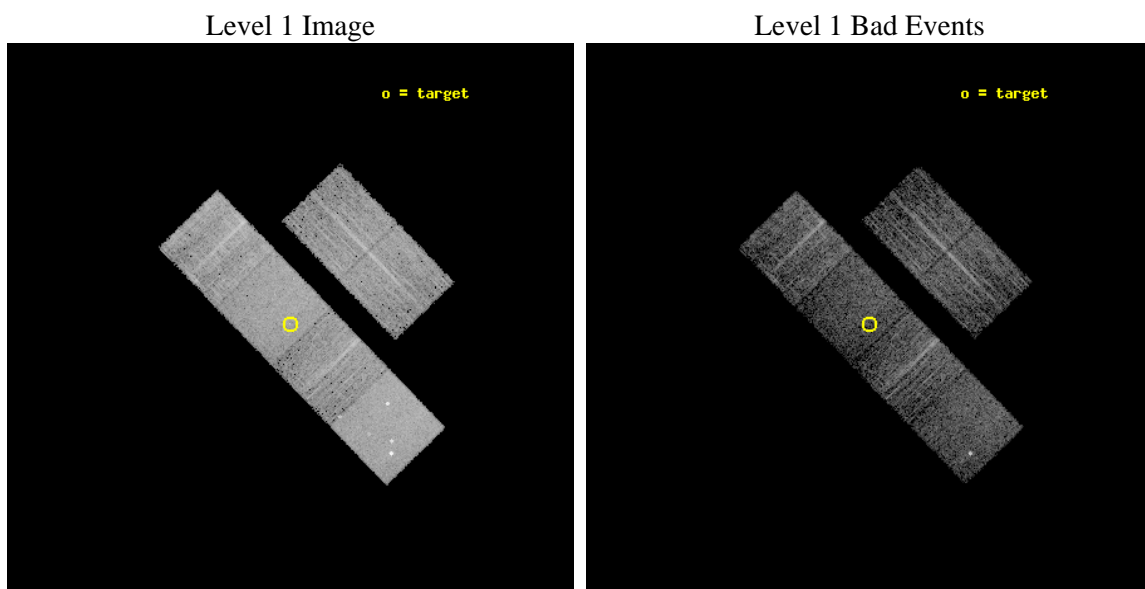 Level 1 Image
Level 1 Bad Events
o = target
o = target